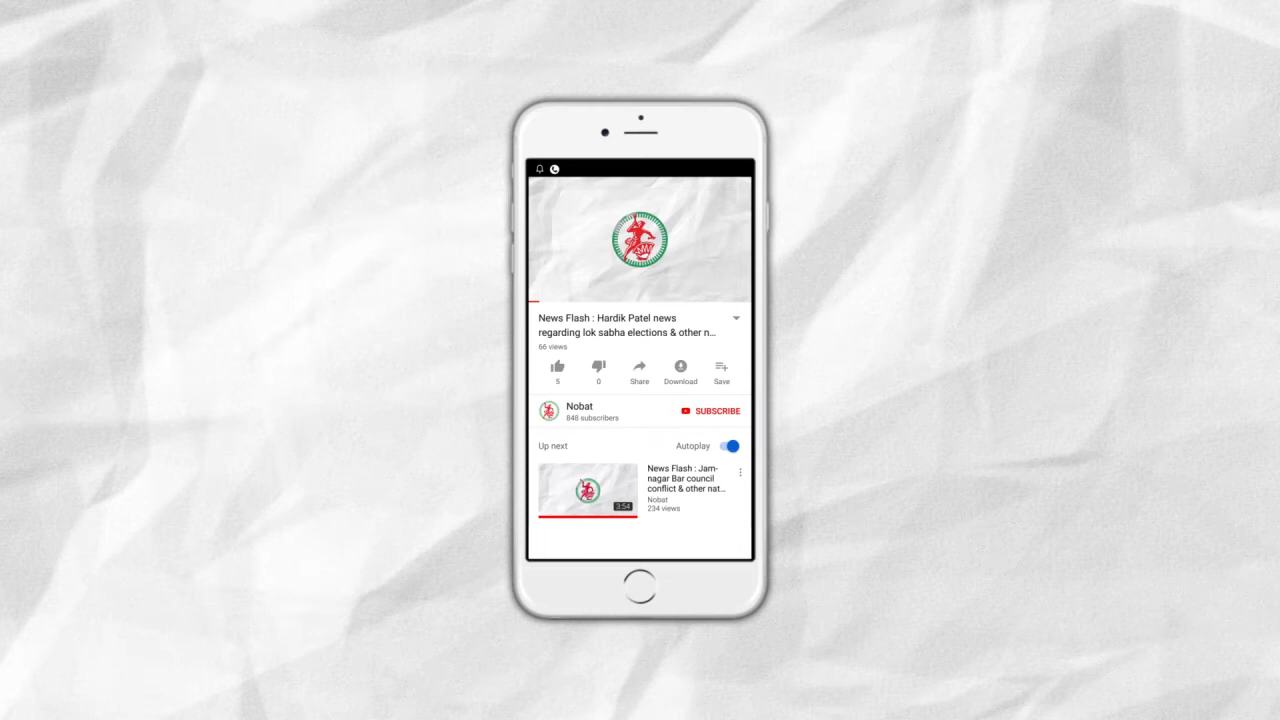 News Flash : Hardik Patel news
regarding lok sabha elections & other n...
66 views
5
0
Share
Download
Save
Nobat
848 subscribers
SUBSCRIBE
Up next
Autoplay
News Flash : Jam-
nagar Bar council
conflict & other nat...
Nobat
234 views
3:54